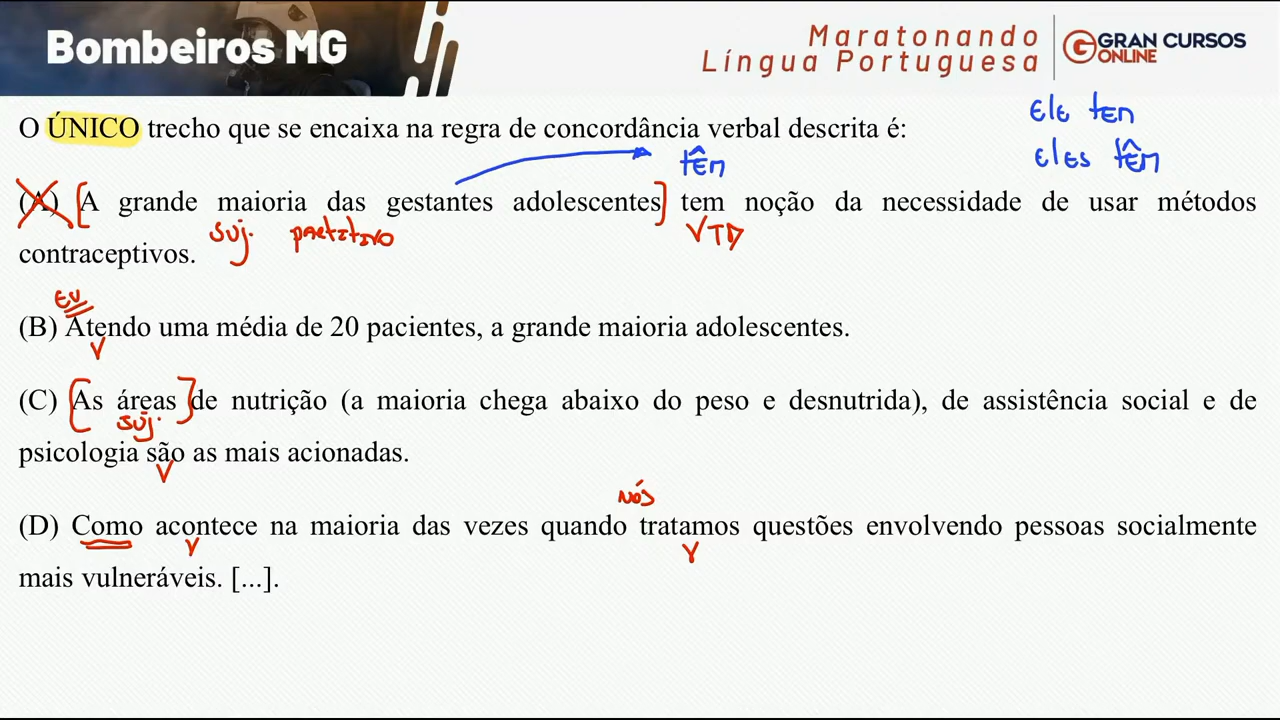 Bombeiros MG
Maratonando
Língua Portuguesa
GRAN CURSOS
ONLINE
ele tem
eles têm
O ÚNICO trecho que se encaixa na regra de concordância verbal descrita é:
têm
(A) [A grande maioria das gestantes adolescentes] tem noção da necessidade de usar métodos
suj. partitivo VTD
contraceptivos.
eu
(B) Atendo uma média de 20 pacientes, a grande maioria adolescentes.
V
(C) [As áreas] de nutrição (a maioria chega abaixo do peso e desnutrida), de assistência social e de
suj.
psicologia são as mais acionadas.
V
nós
(D) Como acontece na maioria das vezes quando tratamos questões envolvendo pessoas socialmente
V V
mais vulneráveis. [...].